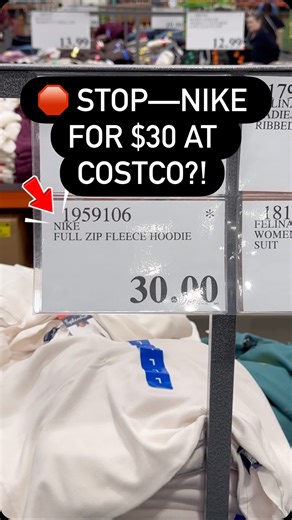 13.99
12.99
🛑 STOP—NIKE
FOR $30 AT
COSTCO?!
RIBBED
1959106 *
NIKE
FULL ZIP FLEECE HOODIE
30.00
181
FELINA
WOMEN
SUIT
L
L
L